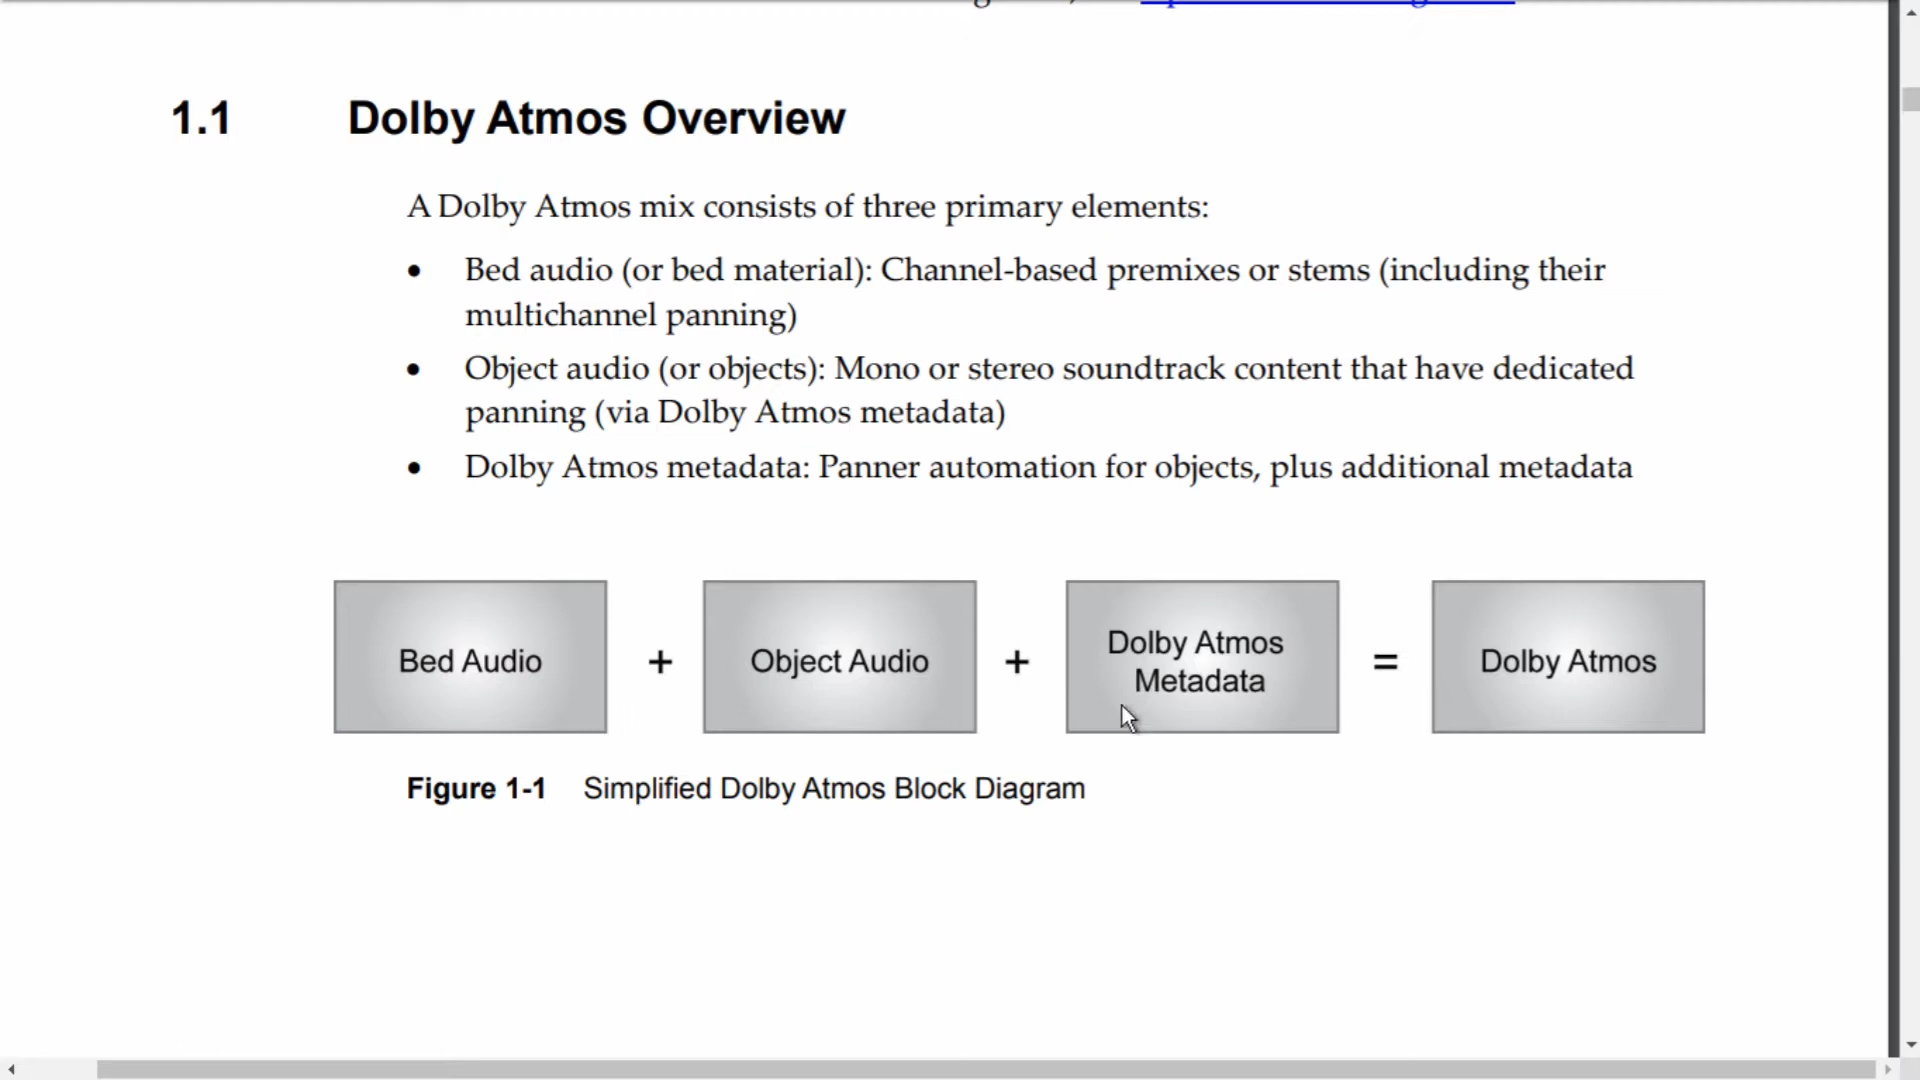 1.1 Dolby Atmos Overview
A Dolby Atmos mix consists of three primary elements:
• Bed audio (or bed material): Channel-based premixes or stems (including their
multichannel panning)
• Object audio (or objects): Mono or stereo soundtrack content that have dedicated
panning (via Dolby Atmos metadata)
• Dolby Atmos metadata: Panner automation for objects, plus additional metadata
Bed Audio + Object Audio + Dolby Atmos
Metadata = Dolby Atmos
Figure 1-1 Simplified Dolby Atmos Block Diagram